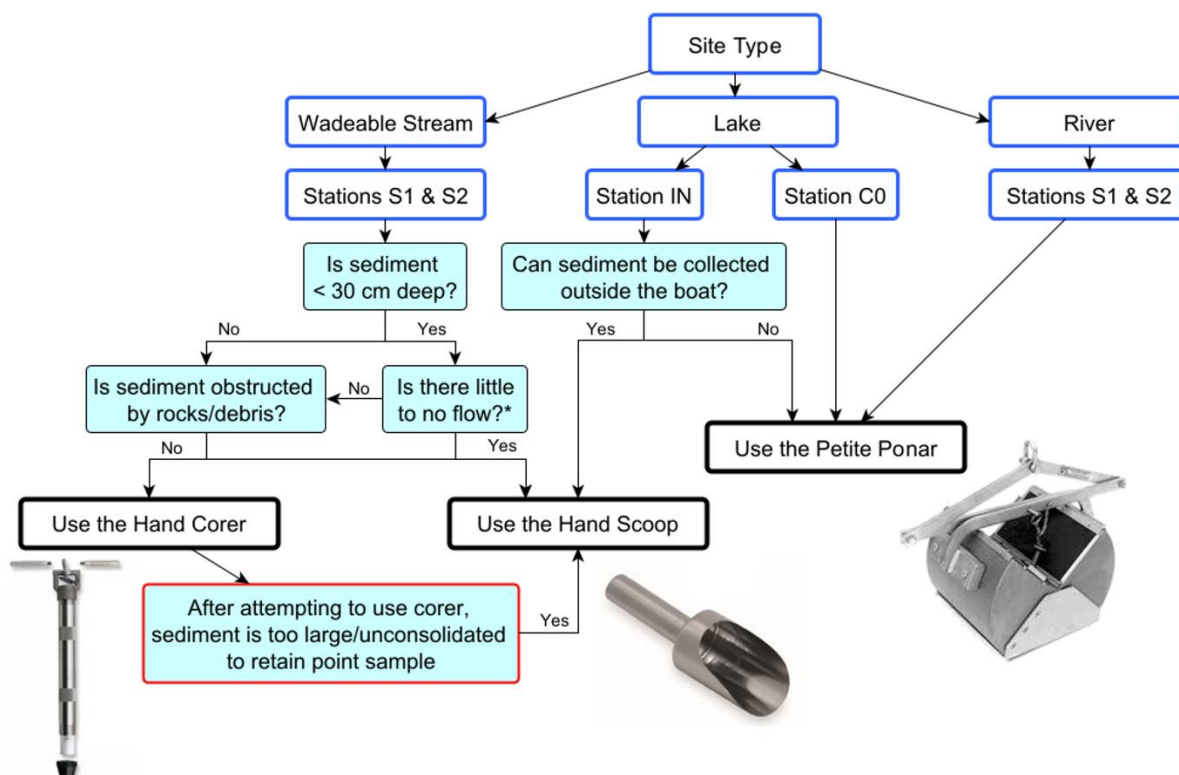 Site Type
Wadeable Stream
Lake
River
Stations S1 & S2
Station IN
Station C0
Stations S1 & S2
Is sediment
< 30 cm deep?
Can sediment be collected
outside the boat?
No
Yes
Yes
No
Is sediment obstructed
by rocks/debris?
No
Is there little
to no flow?*
No
Yes
Use the Petite Ponar
Use the Hand Corer
Use the Hand Scoop
After attempting to use corer,
sediment is too large/unconsolidated
to retain point sample
Yes